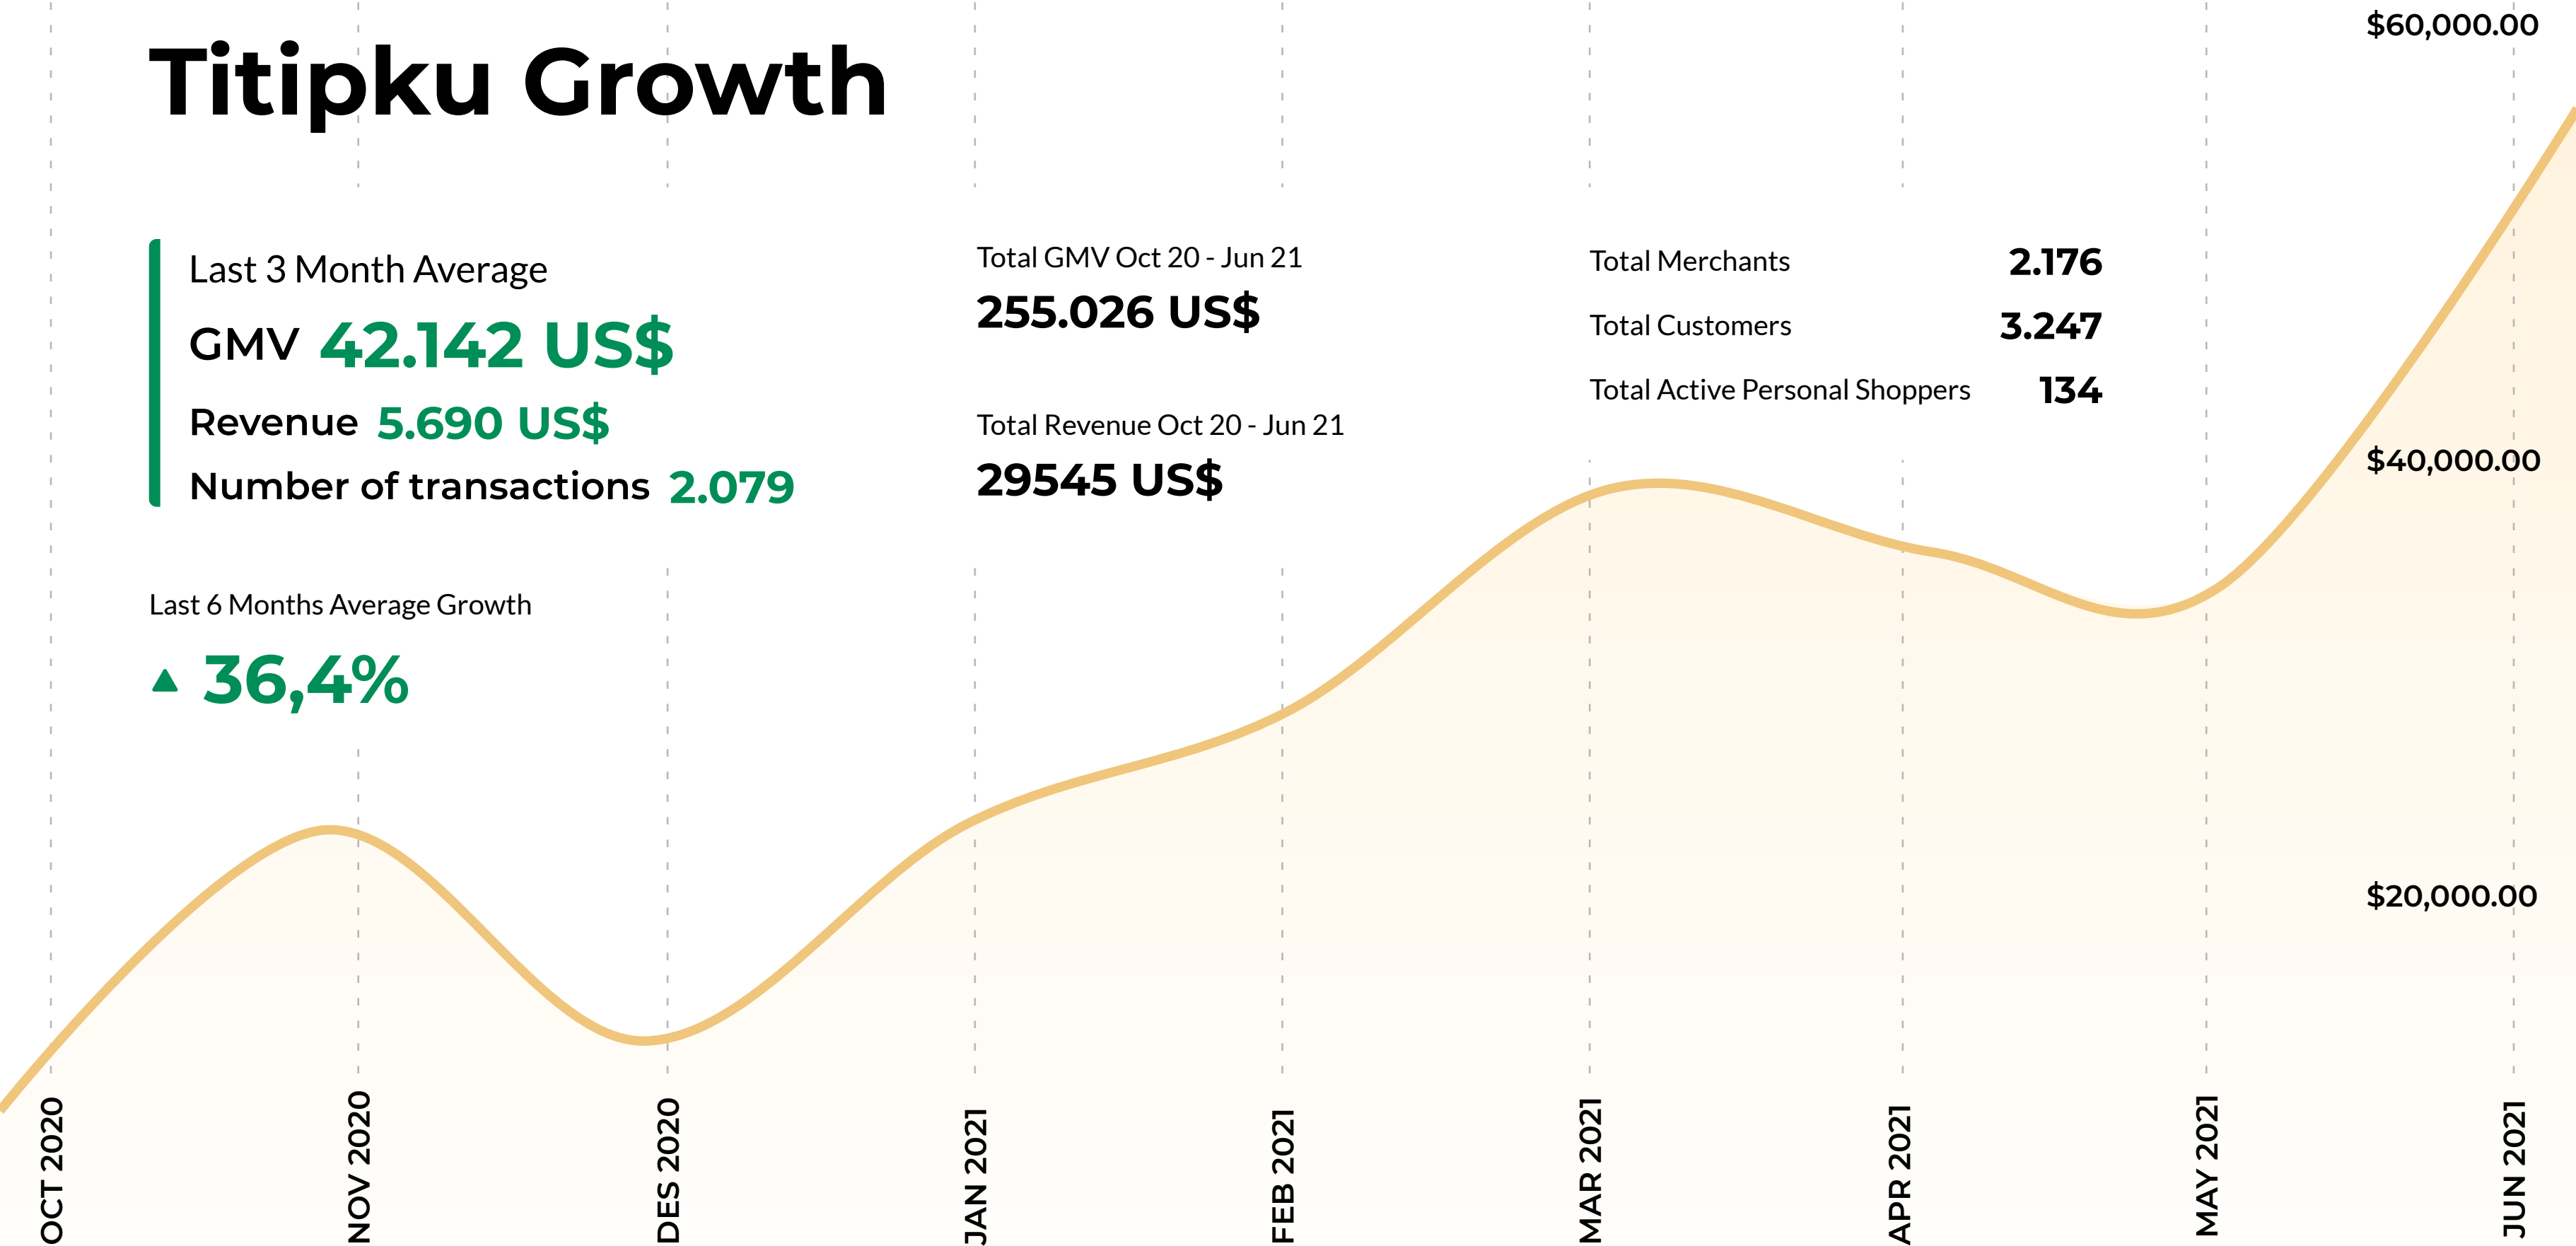 Titipku Growth
Last 3 Month Average
GMV 42.142 US$
Revenue 5.690 US$
Number of transactions 2.079
Last 6 Months Average Growth
36,4%
Total GMV Oct 20 - Jun 21
255.026 US$
Total Revenue Oct 20 - Jun 21
29545 US$
Total Merchants 2.176
Total Customers 3.247
Total Active Personal Shoppers 134
$60,000.00
$40,000.00
$20,000.00
OCT 2020
NOV 2020
DES 2020
JAN 2021
FEB 2021
MAR 2021
APR 2021
MAY 2021
JUN 2021